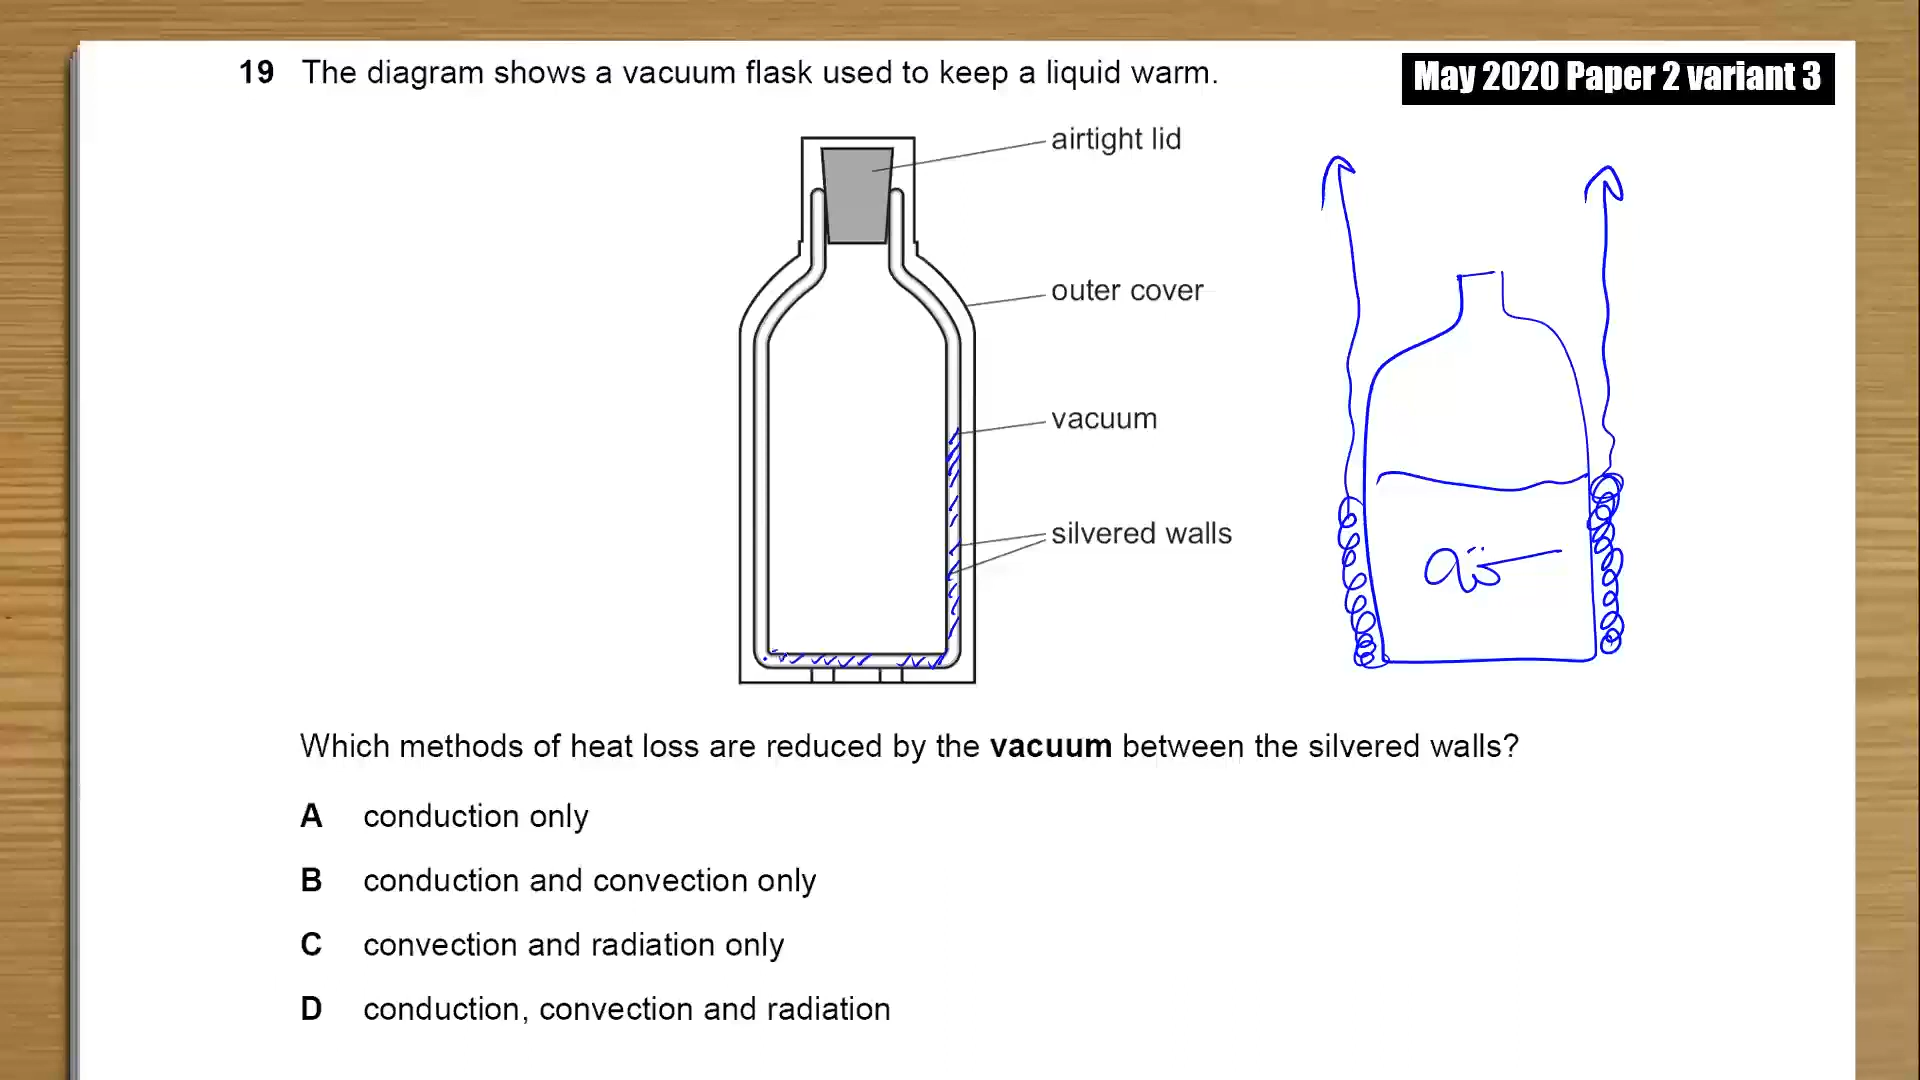 19 The diagram shows a vacuum flask used to keep a liquid warm.
May 2020 Paper 2 variant 3
airtight lid
outer cover
vacuum
silvered walls
Which methods of heat loss are reduced by the vacuum between the silvered walls?
A conduction only
B conduction and convection only
C convection and radiation only
D conduction, convection and radiation